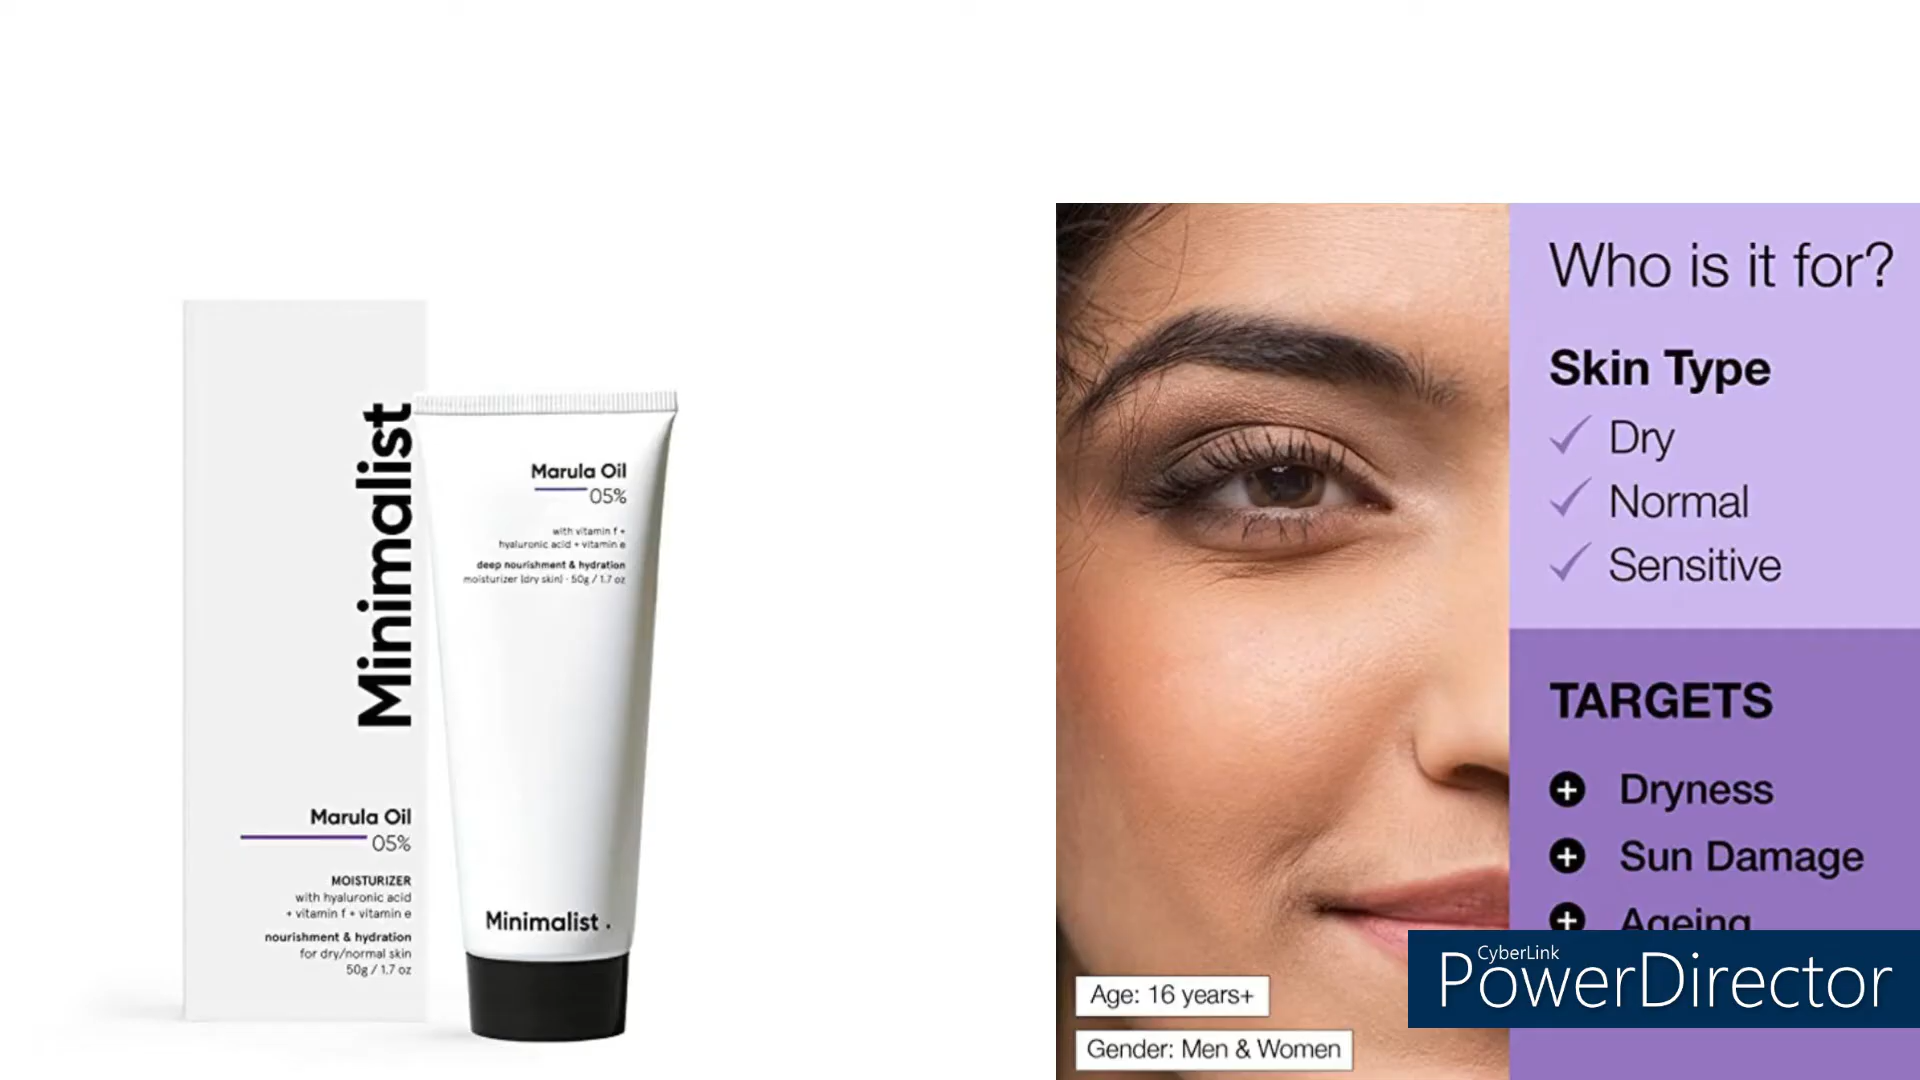 Minimalist
Marula Oil
05%
MOISTURIZER
with hyaluronic acid
+ vitamin f + vitamin e
nourishment & hydration
for dry/normal skin
50g / 1.7 oz
Marula Oil
05%
with vitamin f +
hyaluronic acid + vitamin e
deep nourishment & hydration
moisturizer (dry skin) · 50g / 1.7 oz
Minimalist .
Who is it for?
Skin Type
Dry
Normal
Sensitive
TARGETS
Dryness
Sun Damage
Ageing
Age: 16 years+
Gender: Men & Women
CyberLink
PowerDirector